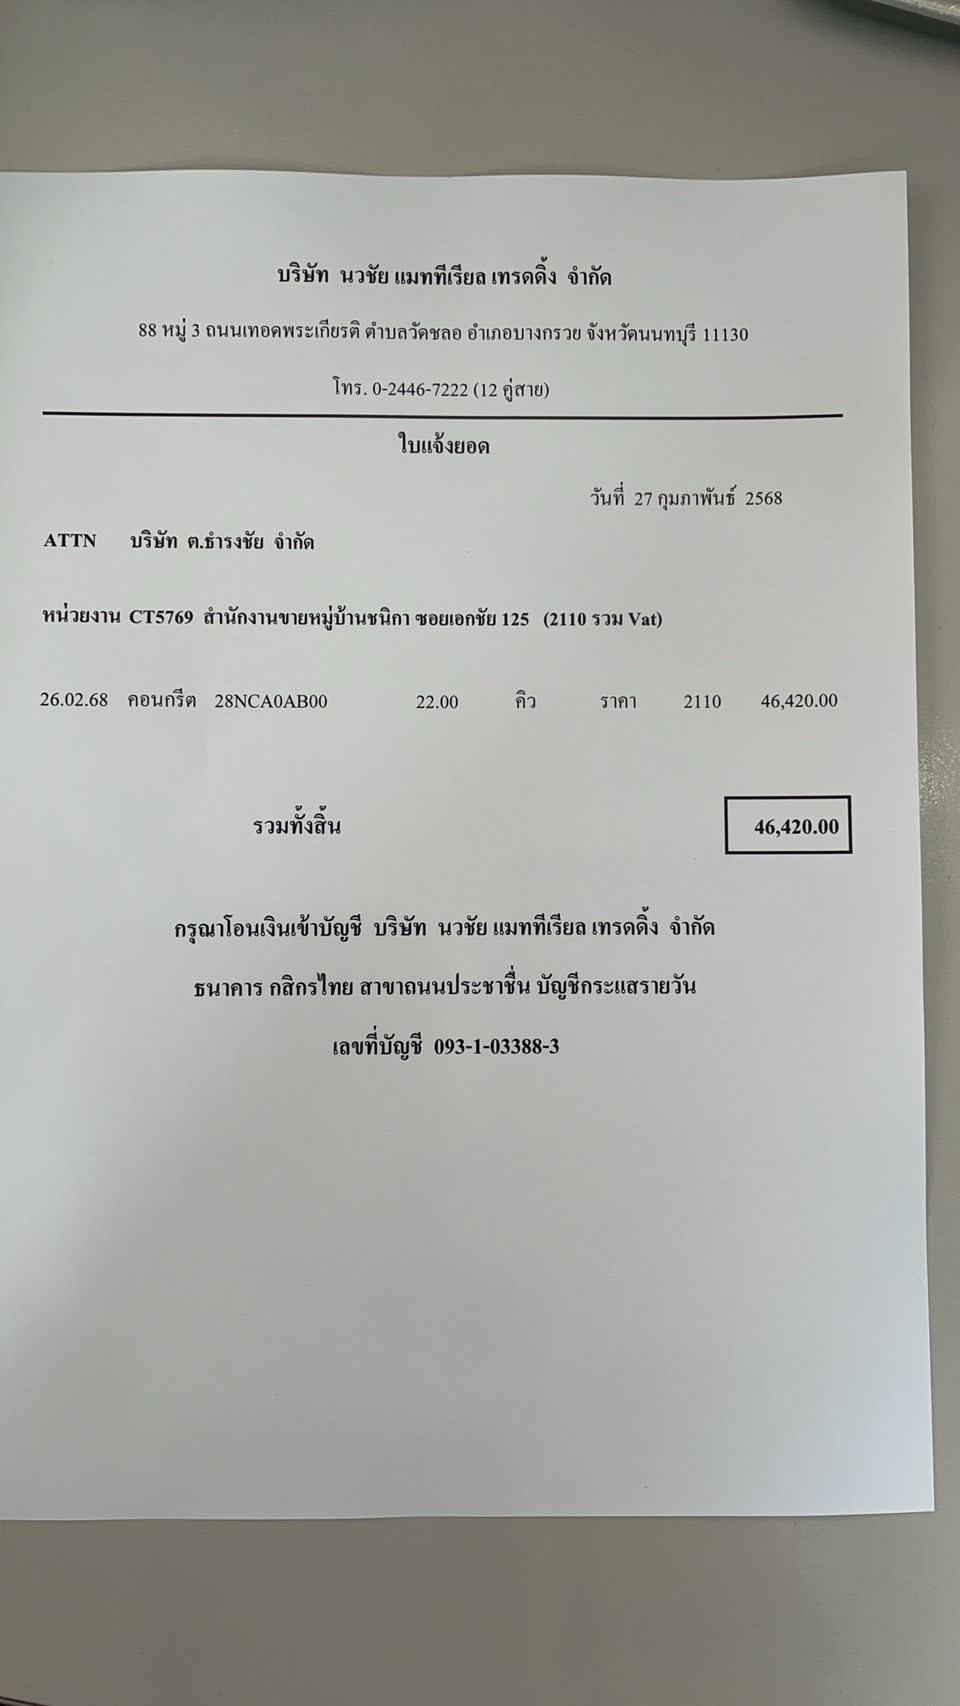 บริษัท นวชัย แมททีเรียล เทรดดิ้ง จำกัด
88 หมู่ 3 ถนนเทอดพระเกียรติ ตำบลวัดชลอ อำเภอบางกรวย จังหวัดนนทบุรี 11130
โทร. 0-2446-7222 (12 คู่สาย)
ใบแจ้งยอด
วันที่ 27 กุมภาพันธ์ 2568
ATTN บริษัท ต.ธำรงชัย จำกัด
หน่วยงาน CT5769 สำนักงานขายหมู่บ้านชนิกา ซอยเอกชัย 125 (2110 รวม Vat)
26.02.68 คอนกรีต 28NCA0AB00 22.00 คิว ราคา 2110 46,420.00
รวมทั้งสิ้น 46,420.00
กรุณาโอนเงินเข้าบัญชี บริษัท นวชัย แมททีเรียล เทรดดิ้ง จำกัด
ธนาคาร กสิกรไทย สาขาถนนประชาชื่น บัญชีกระแสรายวัน
เลขที่บัญชี 093-1-03388-3